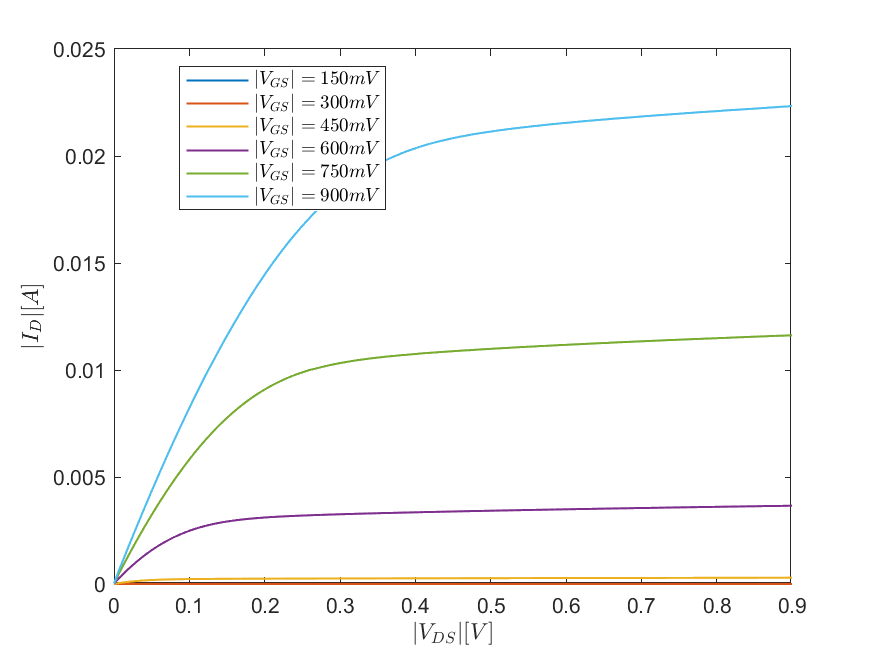 0.025
|V_GS| = 150mV
|V_GS| = 300mV
|V_GS| = 450mV
|V_GS| = 600mV
|V_GS| = 750mV
|V_GS| = 900mV
0.02
0.015
|I_D|[A]
0.01
0.005
0
0 0.1 0.2 0.3 0.4 0.5 0.6 0.7 0.8 0.9
|V_DS|[V]